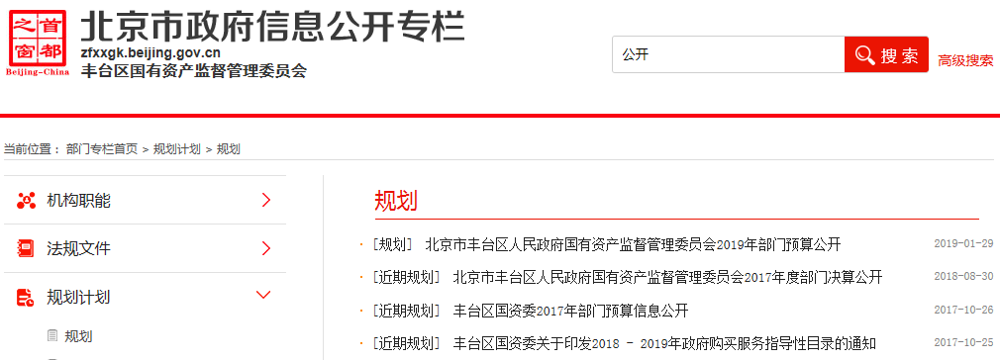 首都之窗
Beijing-China
北京市政府信息公开专栏
zfxxgk.beijing.gov.cn
丰台区国有资产监督管理委员会
公开
搜 索
高级搜索
当前位置： 部门专栏首页 > 规划计划 > 规划
机构职能
法规文件
规划计划
规划
规划
[规划] 北京市丰台区人民政府国有资产监督管理委员会2019年部门预算公开 2019-01-29
[近期规划] 北京市丰台区人民政府国有资产监督管理委员会2017年度部门决算公开 2018-08-30
[近期规划] 丰台区国资委2017年部门预算信息公开 2017-10-26
[近期规划] 丰台区国资委关于印发2018 - 2019年政府购买服务指导性目录的通知 2017-10-25